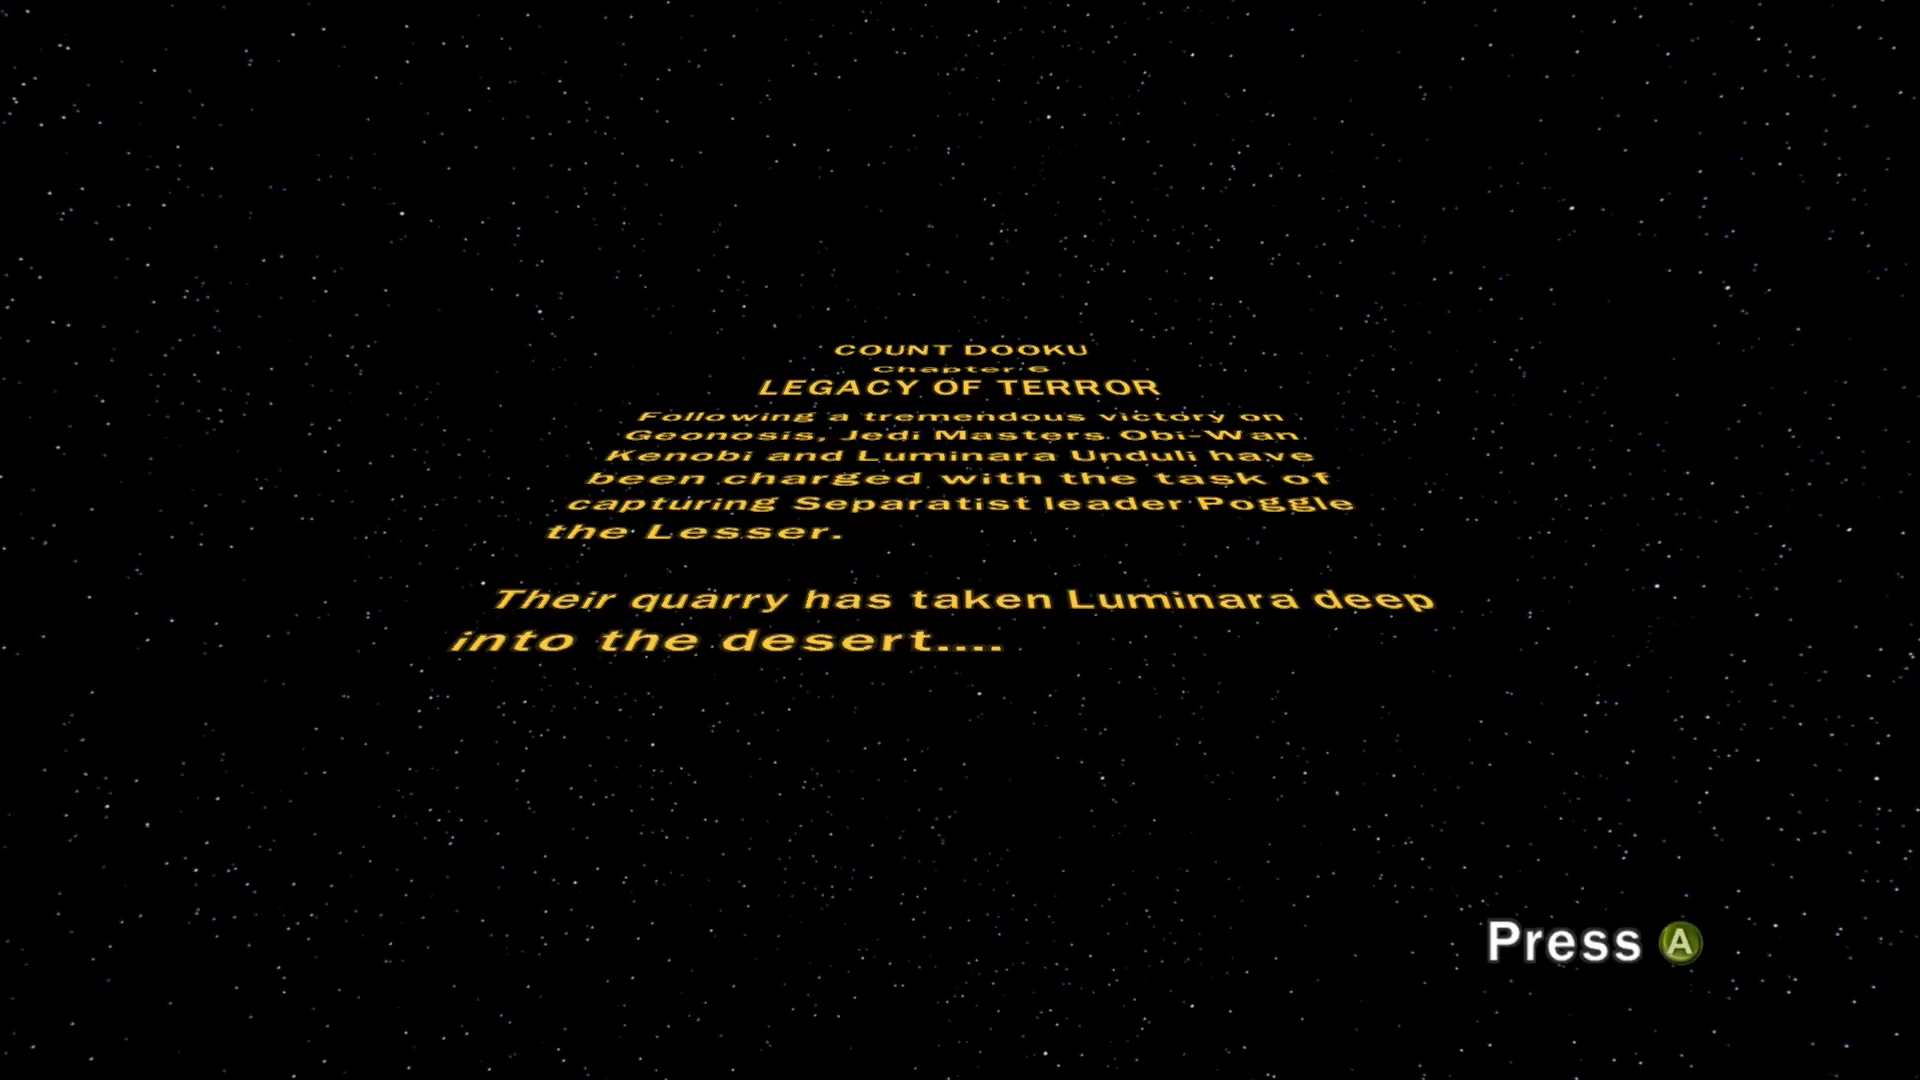 COUNT DOOKU
Chapter 6
LEGACY OF TERROR
Following a tremendous victory on
Geonosis, Jedi Masters Obi-Wan
Kenobi and Luminara Unduli have
been charged with the task of
capturing Separatist leader Poggle
the Lesser.
Their quarry has taken Luminara deep
into the desert....
Press A